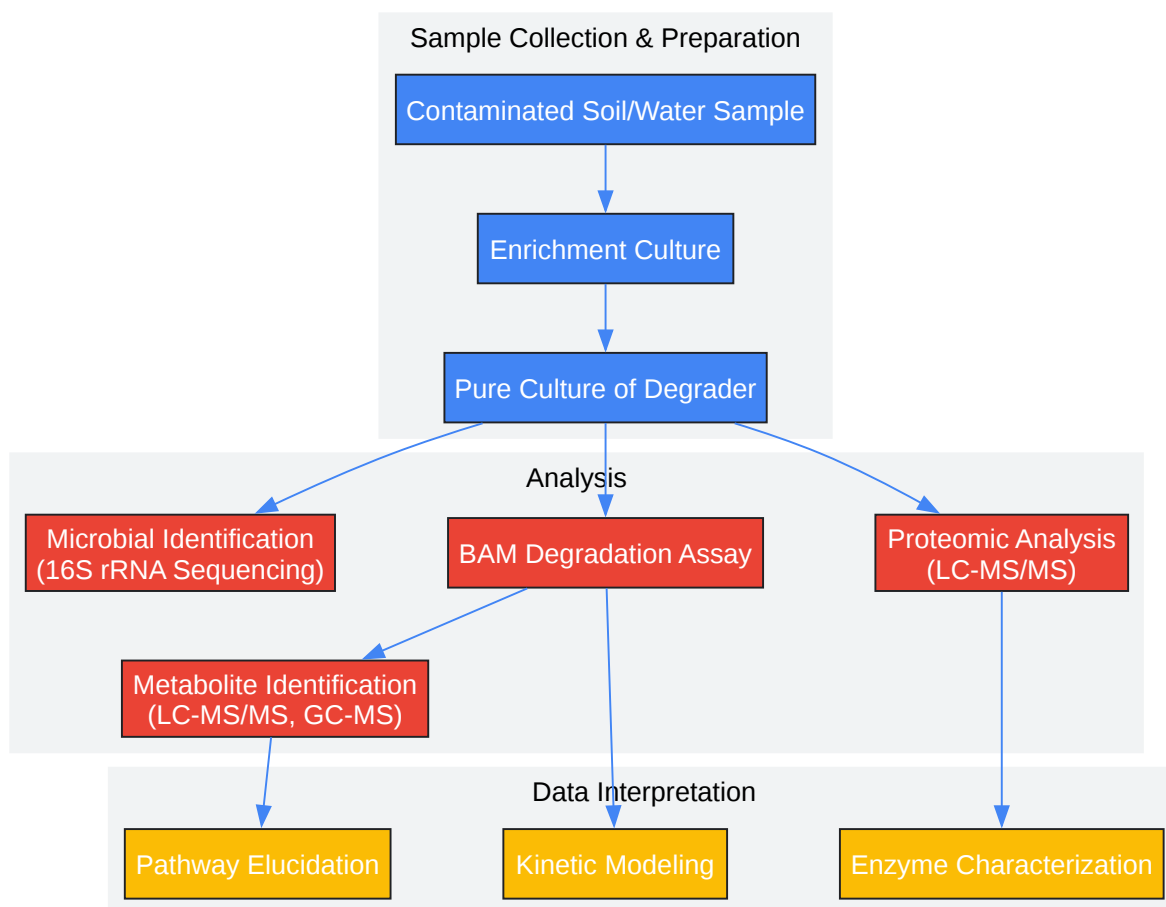 Sample Collection & Preparation
Contaminated Soil/Water Sample
Enrichment Culture
Pure Culture of Degrader
Analysis
Microbial Identification
(16S rRNA Sequencing)
BAM Degradation Assay
Proteomic Analysis
(LC-MS/MS)
Metabolite Identification
(LC-MS/MS, GC-MS)
Data Interpretation
Pathway Elucidation
Kinetic Modeling
Enzyme Characterization